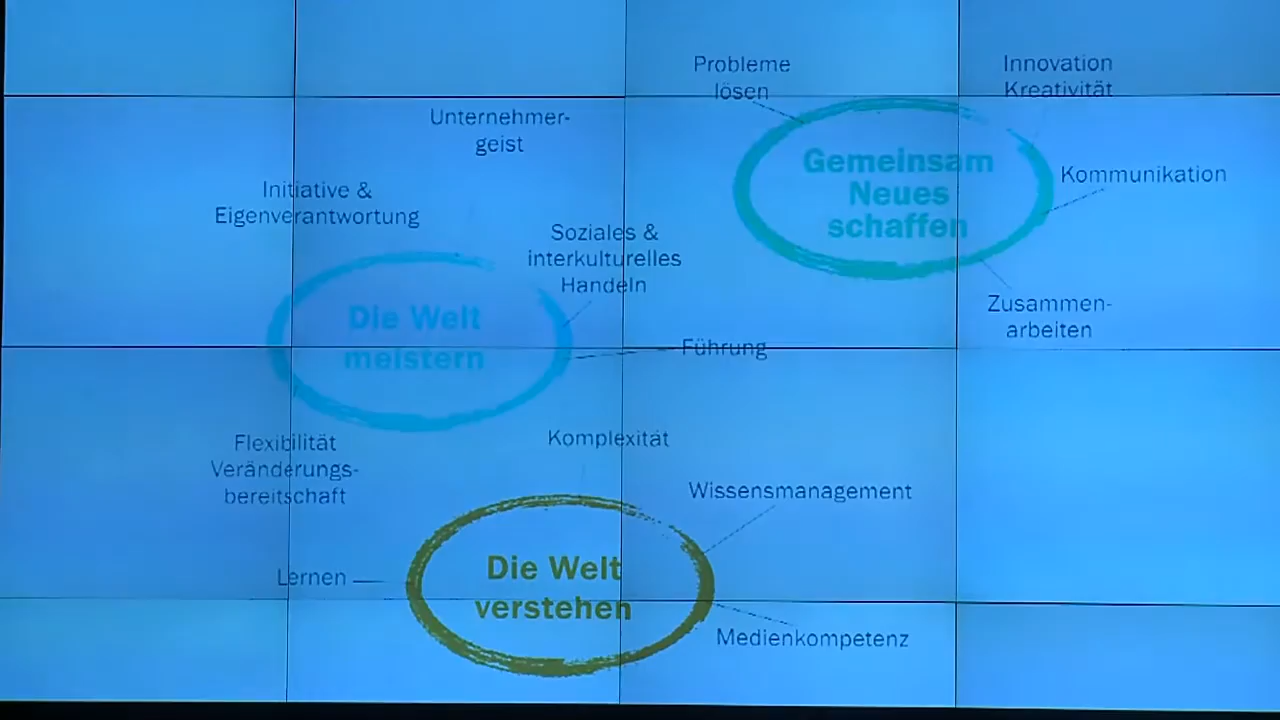 Probleme
lösen
Innovation
Kreativität
Gemeinsam
Neues
schaffen
Kommunikation
Zusammen-
arbeiten
Unternehmer-
geist
Initiative &
Eigenverantwortung
Soziales &
interkulturelles
Handeln
Die Welt
meistern
Führung
Flexibilität
Veränderungs-
bereitschaft
Komplexität
Wissensmanagement
Die Welt
verstehen
Lernen
Medienkompetenz